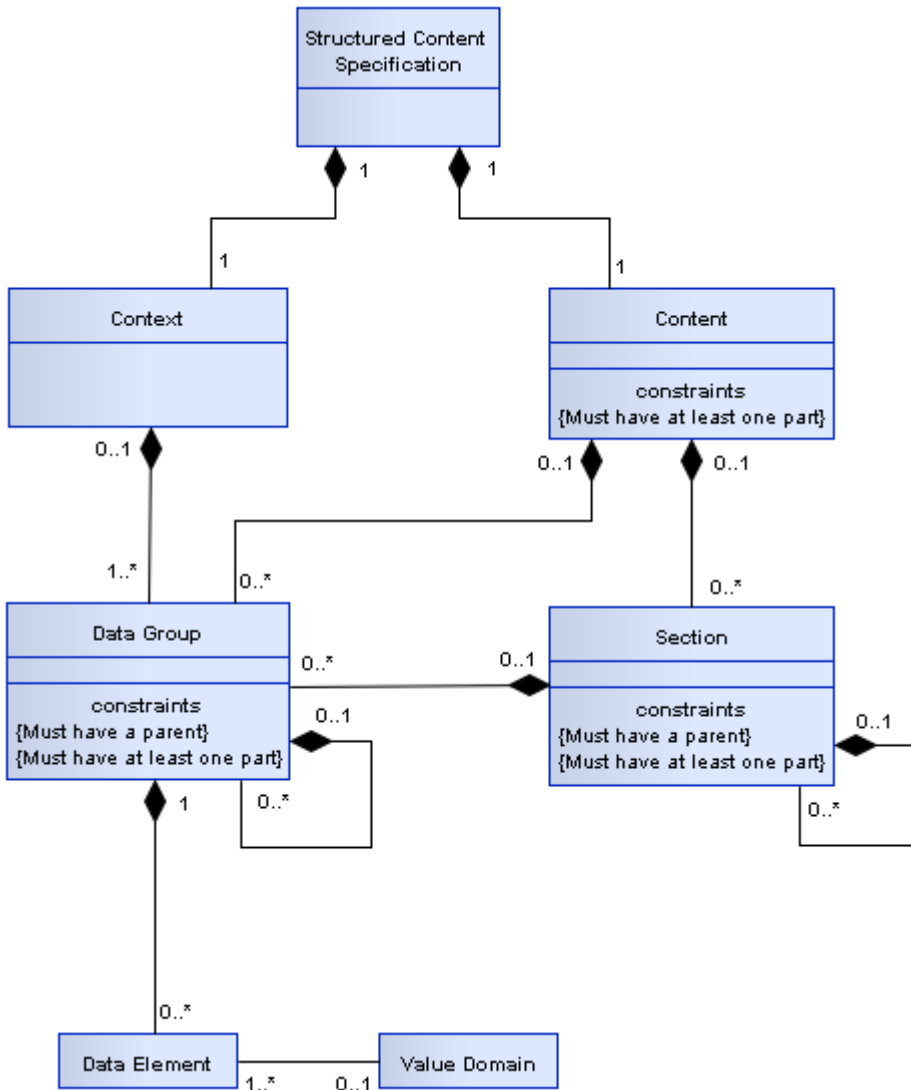 Structured Content
Specification
1
1
1
1
Context
Content
constraints
{Must have at least one part}
0..1
0..1
0..1
1..*
0..*
0..*
Data Group
Section
0..*
0..1
constraints
{Must have a parent}
{Must have at least one part}
0..1
constraints
{Must have a parent}
{Must have at least one part}
0..1
1
0..*
0..*
0..*
Data Element
Value Domain
1..*
0..1